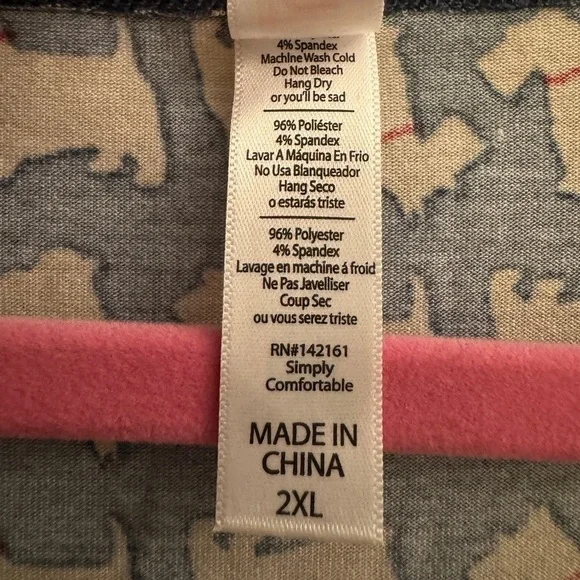 4% Spandex
Machine Wash Cold
Do Not Bleach
Hang Dry
or you'll be sad
96% Poliéster
4% Spandex
Lavar A Máquina En Frio
No Usa Blanqueador
Hang Seco
o estarás triste
96% Polyester
4% Spandex
Lavage en machine á froid
Ne Pas Javelliser
Coup Sec
ou vous serez triste
RN#142161
Simply
Comfortable
MADE IN
CHINA
2XL